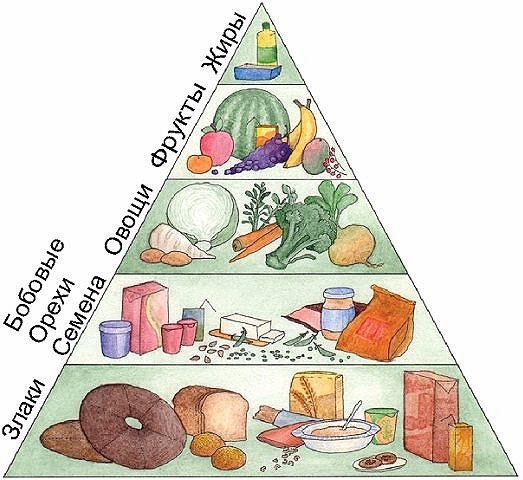 Жиры
Фрукты
Овощи
Бобовые
Орехи
Семена
Злаки